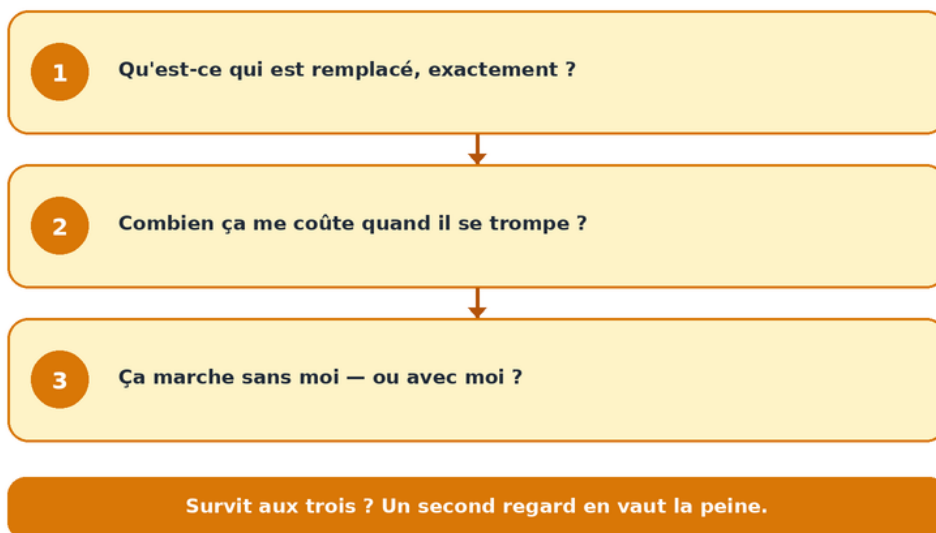 1
Qu'est-ce qui est remplacé, exactement ?
2
Combien ça me coûte quand il se trompe ?
3
Ça marche sans moi — ou avec moi ?
Survit aux trois ? Un second regard en vaut la peine.